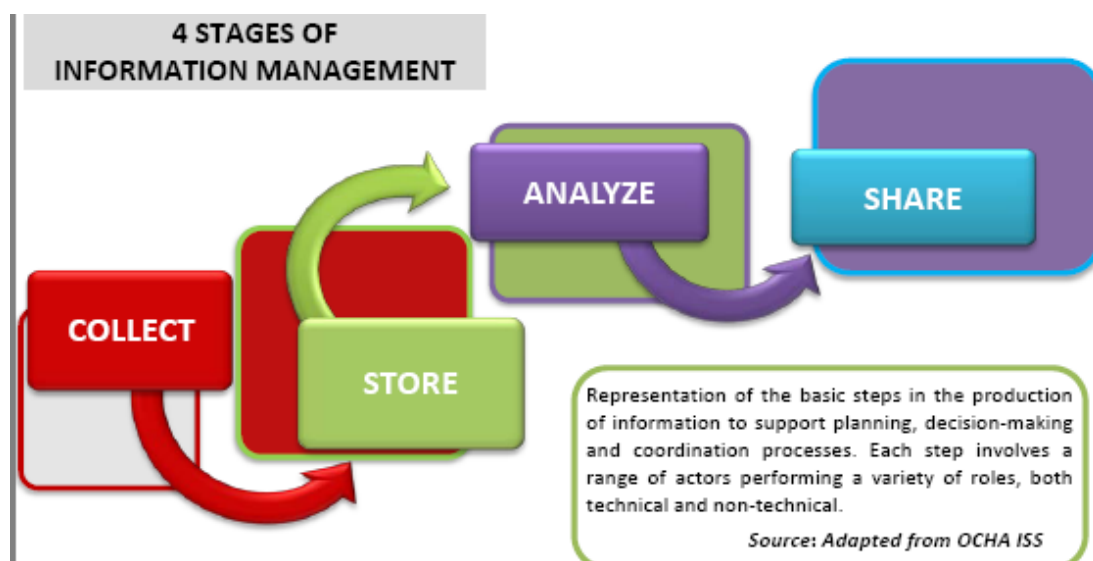 4 STAGES OF
INFORMATION MANAGEMENT
COLLECT
STORE
ANALYZE
SHARE
Representation of the basic steps in the production
of information to support planning, decision-making
and coordination processes. Each step involves a
range of actors performing a variety of roles, both
technical and non-technical.
Source: Adapted from OCHA ISS